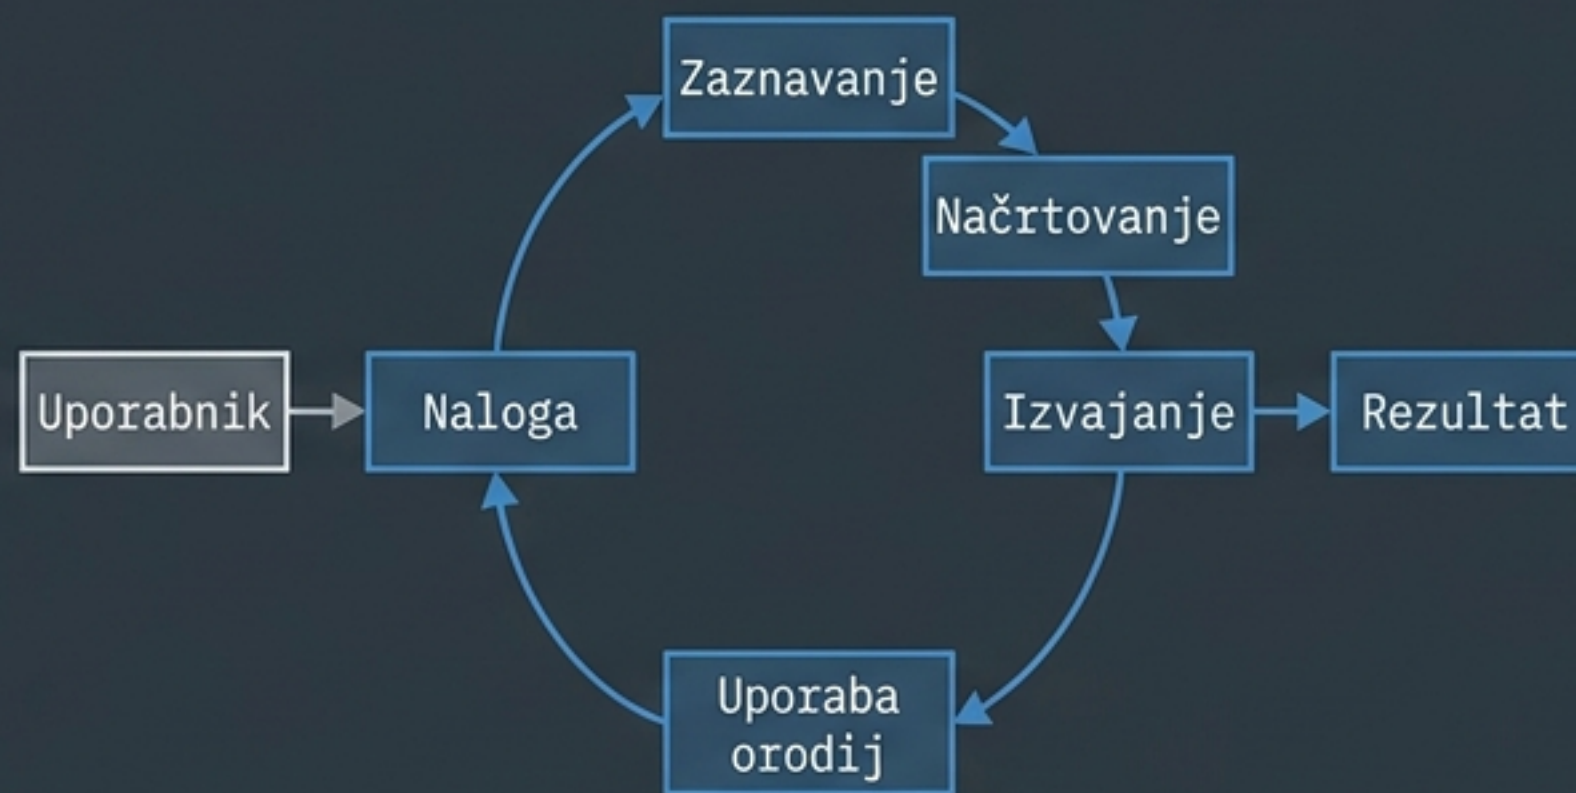 Zaznavanje
Načrtovanje
Uporabnik
Naloga
Izvajanje
Rezultat
Uporaba
orodij